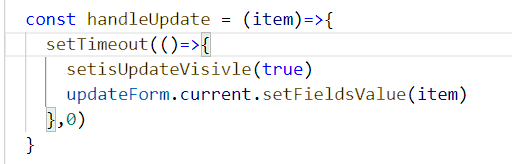 const handleUpdate = (item)=>{
setTimeout(()=>{
setisUpdateVisivle(true)
updateForm.current.setFieldsValue(item)
},0)
}